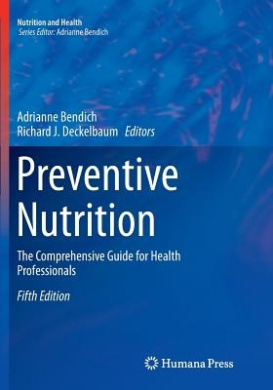 Nutrition and Health
Series Editor: Adrianne Bendich
Adrianne Bendich
Richard J. Deckelbaum Editors
Preventive
Nutrition
The Comprehensive Guide for Health
Professionals
Fifth Edition
Humana Press